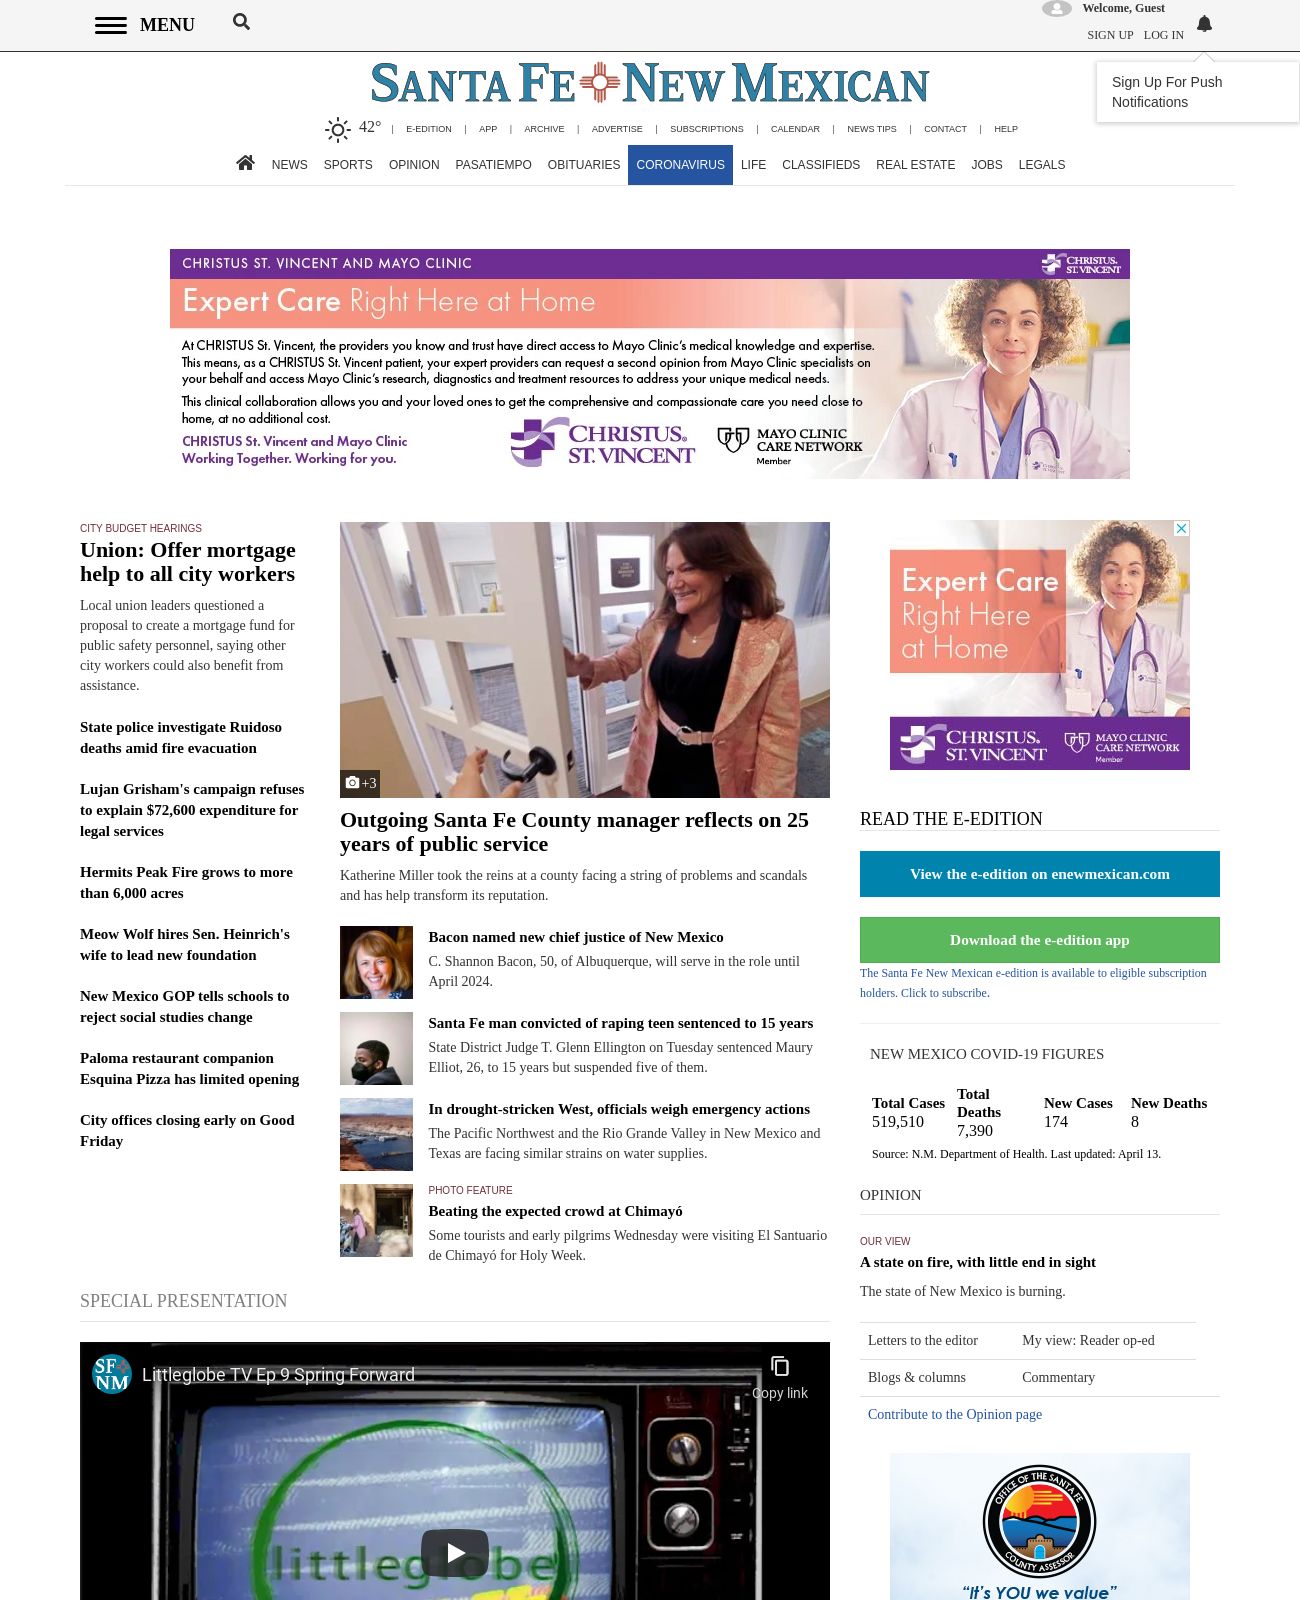 MENU
Welcome, Guest
SIGN UP LOG IN
Sign Up For Push
Notifications
SANTA FE NEW MEXICAN
42° | E-EDITION | APP | ARCHIVE | ADVERTISE | SUBSCRIPTIONS | CALENDAR | NEWS TIPS | CONTACT | HELP
NEWS SPORTS OPINION PASATIEMPO OBITUARIES CORONAVIRUS LIFE CLASSIFIEDS REAL ESTATE JOBS LEGALS
CHRISTUS ST. VINCENT AND MAYO CLINIC
CHRISTUS.
ST. VINCENT
Expert Care Right Here at Home
At CHRISTUS St. Vincent, the providers you know and trust have direct access to Mayo Clinic's medical knowledge and expertise.
This means, as a CHRISTUS St. Vincent patient, your expert providers can request a second opinion from Mayo Clinic specialists on
your behalf and access Mayo Clinic's research, diagnostics and treatment resources to address your unique medical needs.
This clinical collaboration allows you and your loved ones to get the comprehensive and compassionate care you need close to
home, at no additional cost.
CHRISTUS St. Vincent and Mayo Clinic
Working Together. Working for you.
CHRISTUS®
ST. VINCENT
MAYO CLINIC
CARE NETWORK
Member
CITY BUDGET HEARINGS
Union: Offer mortgage
help to all city workers
Local union leaders questioned a
proposal to create a mortgage fund for
public safety personnel, saying other
city workers could also benefit from
assistance.
State police investigate Ruidoso
deaths amid fire evacuation
Lujan Grisham's campaign refuses
to explain $72,600 expenditure for
legal services
Hermits Peak Fire grows to more
than 6,000 acres
Meow Wolf hires Sen. Heinrich's
wife to lead new foundation
New Mexico GOP tells schools to
reject social studies change
Paloma restaurant companion
Esquina Pizza has limited opening
City offices closing early on Good
Friday
+3
Outgoing Santa Fe County manager reflects on 25
years of public service
Katherine Miller took the reins at a county facing a string of problems and scandals
and has help transform its reputation.
Bacon named new chief justice of New Mexico
C. Shannon Bacon, 50, of Albuquerque, will serve in the role until
April 2024.
Santa Fe man convicted of raping teen sentenced to 15 years
State District Judge T. Glenn Ellington on Tuesday sentenced Maury
Elliot, 26, to 15 years but suspended five of them.
In drought-stricken West, officials weigh emergency actions
The Pacific Northwest and the Rio Grande Valley in New Mexico and
Texas are facing similar strains on water supplies.
PHOTO FEATURE
Beating the expected crowd at Chimayó
Some tourists and early pilgrims Wednesday were visiting El Santuario
de Chimayó for Holy Week.
SPECIAL PRESENTATION
SF
NM
Littleglobe TV Ep 9 Spring Forward
Copy link
littleglobe
Expert Care
Right Here
at Home
CHRISTUS.
ST. VINCENT
MAYO CLINIC
CARE NETWORK
Member
READ THE E-EDITION
View the e-edition on enewmexican.com
Download the e-edition app
The Santa Fe New Mexican e-edition is available to eligible subscription
holders. Click to subscribe.
NEW MEXICO COVID-19 FIGURES
Total Cases Total Deaths New Cases New Deaths
519,510 7,390 174 8
Source: N.M. Department of Health. Last updated: April 13.
OPINION
OUR VIEW
A state on fire, with little end in sight
The state of New Mexico is burning.
Letters to the editor My view: Reader op-ed
Blogs & columns Commentary
Contribute to the Opinion page
OFFICE OF THE SANTA FE
COUNTY ASSESSOR
"It's YOU we value"